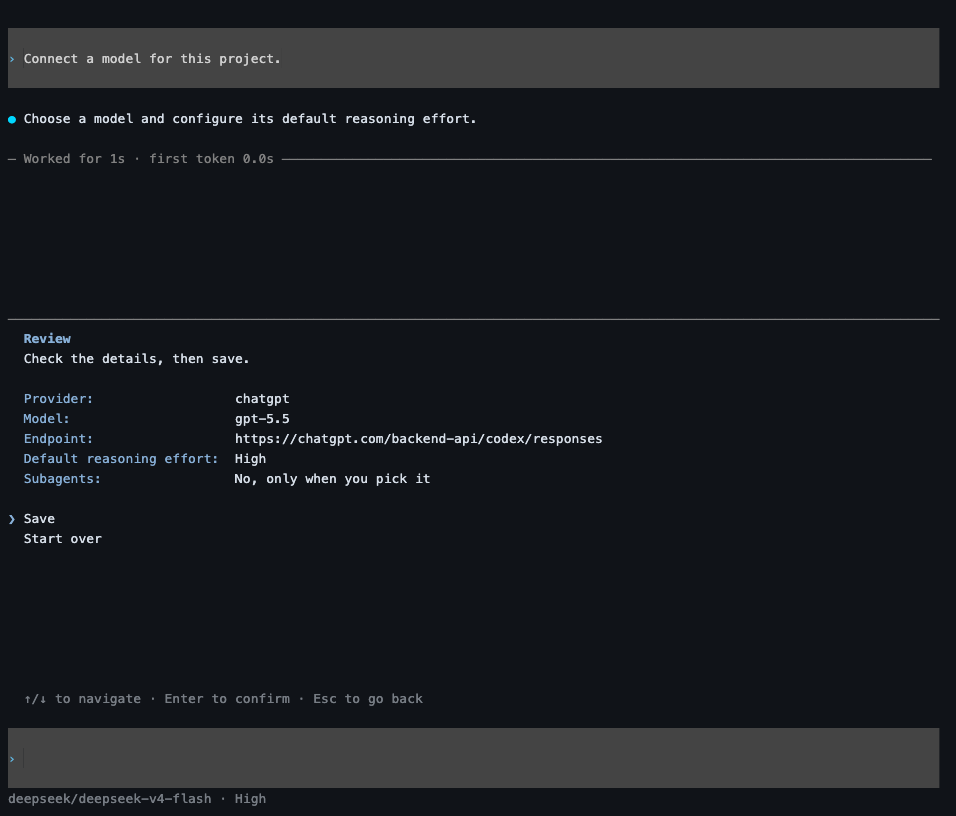 › Connect a model for this project.
● Choose a model and configure its default reasoning effort.
— Worked for 1s · first token 0.0s
Review
Check the details, then save.
Provider: chatgpt
Model: gpt-5.5
Endpoint: https://chatgpt.com/backend-api/codex/responses
Default reasoning effort: High
Subagents: No, only when you pick it
❯ Save
Start over
↑/↓ to navigate · Enter to confirm · Esc to go back
›
deepseek/deepseek-v4-flash · High